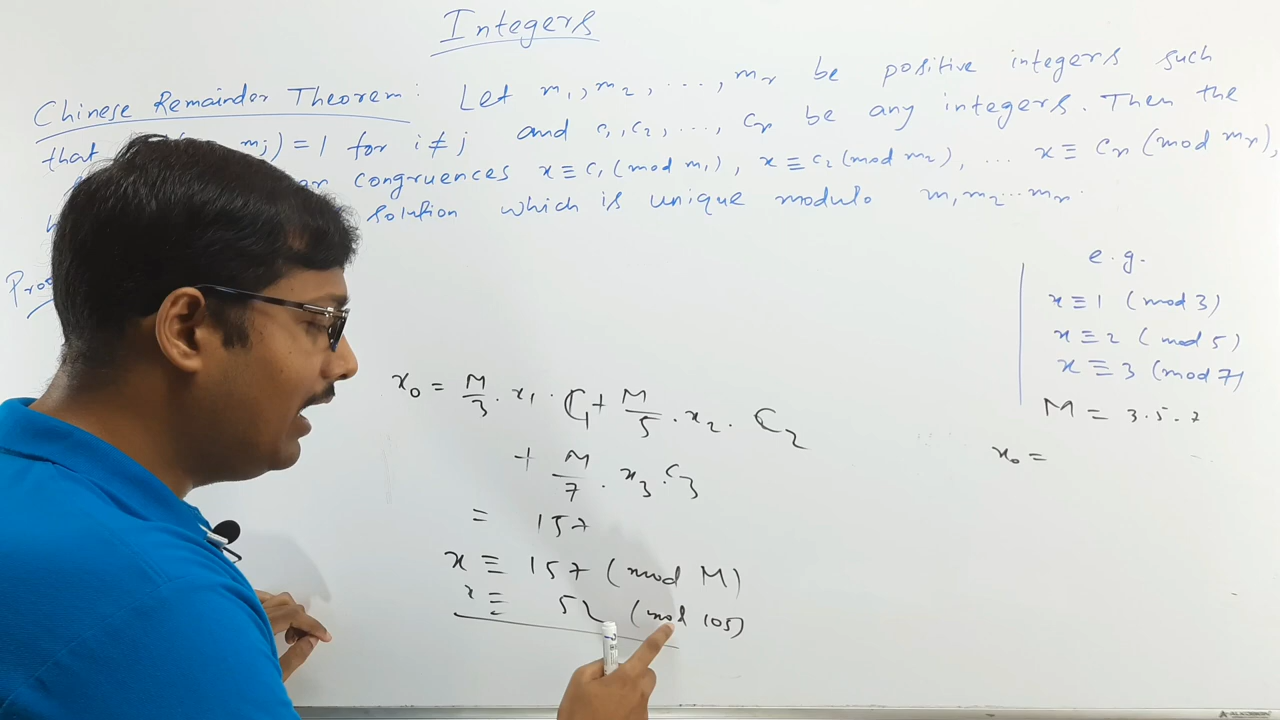 Integers
Chinese Remainder Theorem: Let m₁, m₂, ..., mᵣ be positive integers such
that mⱼ) = 1 for i ≠ j and c₁, c₂, ..., cᵣ be any integers. Then the
congruences x ≡ c₁ (mod m₁), x ≡ c₂ (mod m₂), ... x ≡ cᵣ (mod mᵣ),
solution which is unique modulo m₁m₂...mᵣ.
e.g.
x ≡ 1 (mod 3)
x ≡ 2 (mod 5)
x ≡ 3 (mod 7)
M = 3.5.7
x₀ =
x₀ = M/3 . x₁ . C₁ + M/5 . x₂ . C₂
+ M/7 . x₃ . C₃
= 157
x ≡ 157 (mod M)
x ≡ 52 (mod 105)